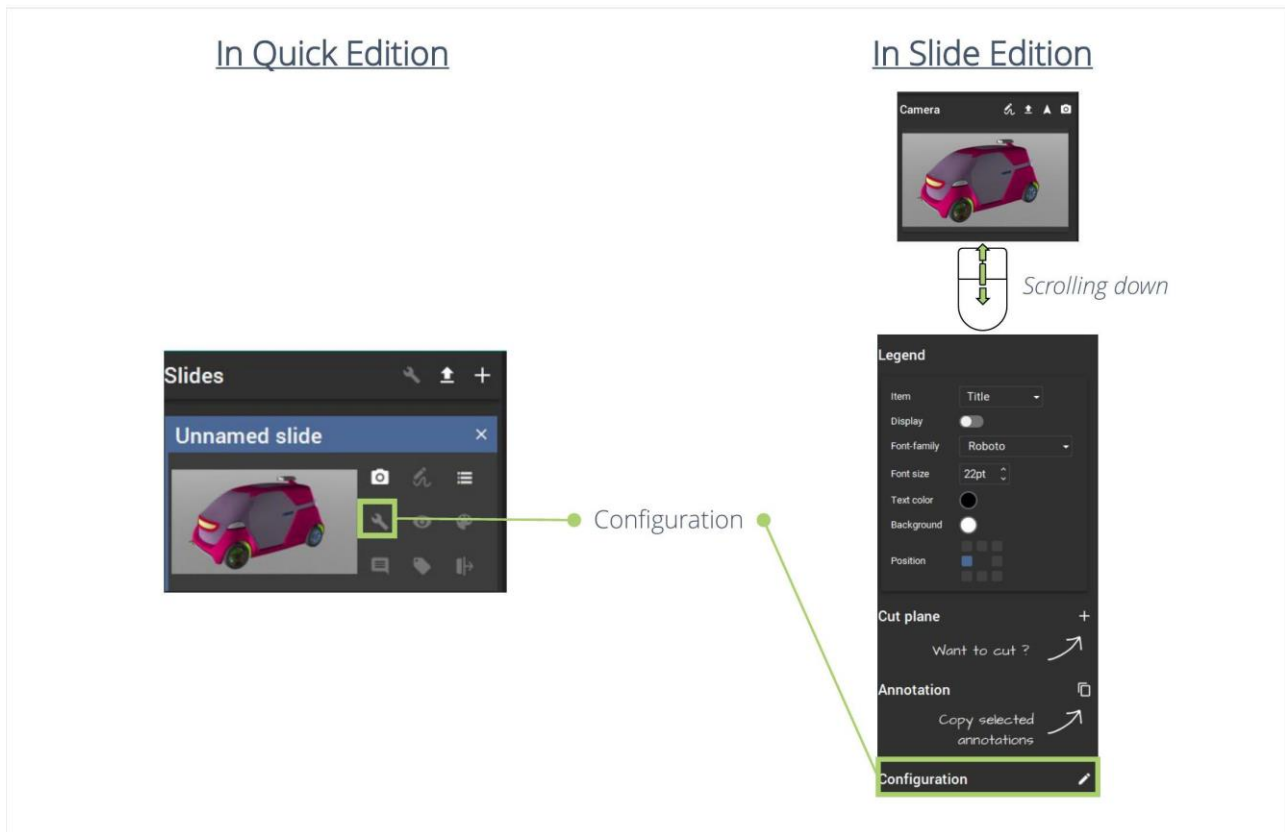 In Quick Edition
In Slide Edition
Camera
Scrolling down
Slides
Unnamed slide
Configuration
Legend
Item Title
Display
Font-family Roboto
Font size 22pt
Text color
Background
Position
Cut plane
Want to cut ?
Annotation
Copy selected
annotations
Configuration